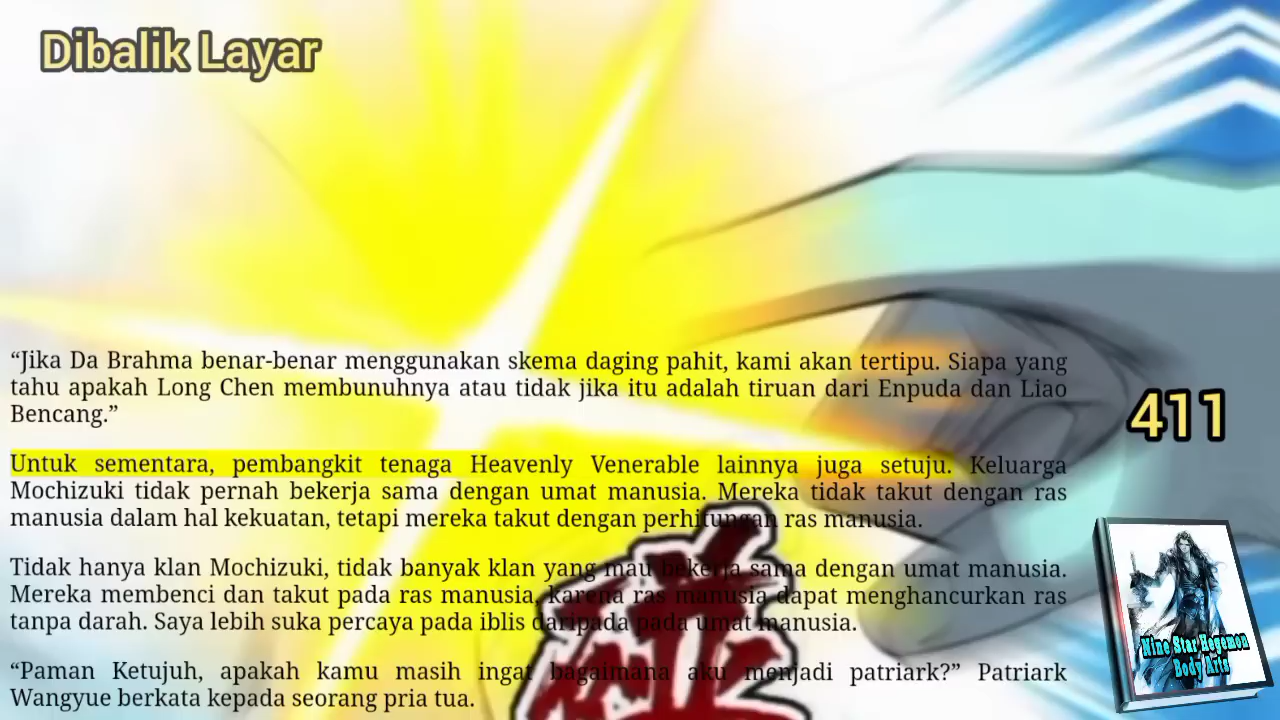 Dibalik Layar
“Jika Da Brahma benar-benar menggunakan skema daging pahit, kami akan tertipu. Siapa yang
tahu apakah Long Chen membunuhnya atau tidak jika itu adalah tiruan dari Enpuda dan Liao
Bencang.”
411
Untuk sementara, pembangkit tenaga Heavenly Venerable lainnya juga setuju. Keluarga
Mochizuki tidak pernah bekerja sama dengan umat manusia. Mereka tidak takut dengan ras
manusia dalam hal kekuatan, tetapi mereka takut dengan perhitungan ras manusia.
Tidak hanya klan Mochizuki, tidak banyak klan yang mau bekerja sama dengan umat manusia.
Mereka membenci dan takut pada ras manusia, karena ras manusia dapat menghancurkan ras
tanpa darah. Saya lebih suka percaya pada iblis daripada pada umat manusia.
“Paman Ketujuh, apakah kamu masih ingat bagaimana aku menjadi patriark?” Patriark
Wangyue berkata kepada seorang pria tua.
Nine Star Hegemon
Body Arts